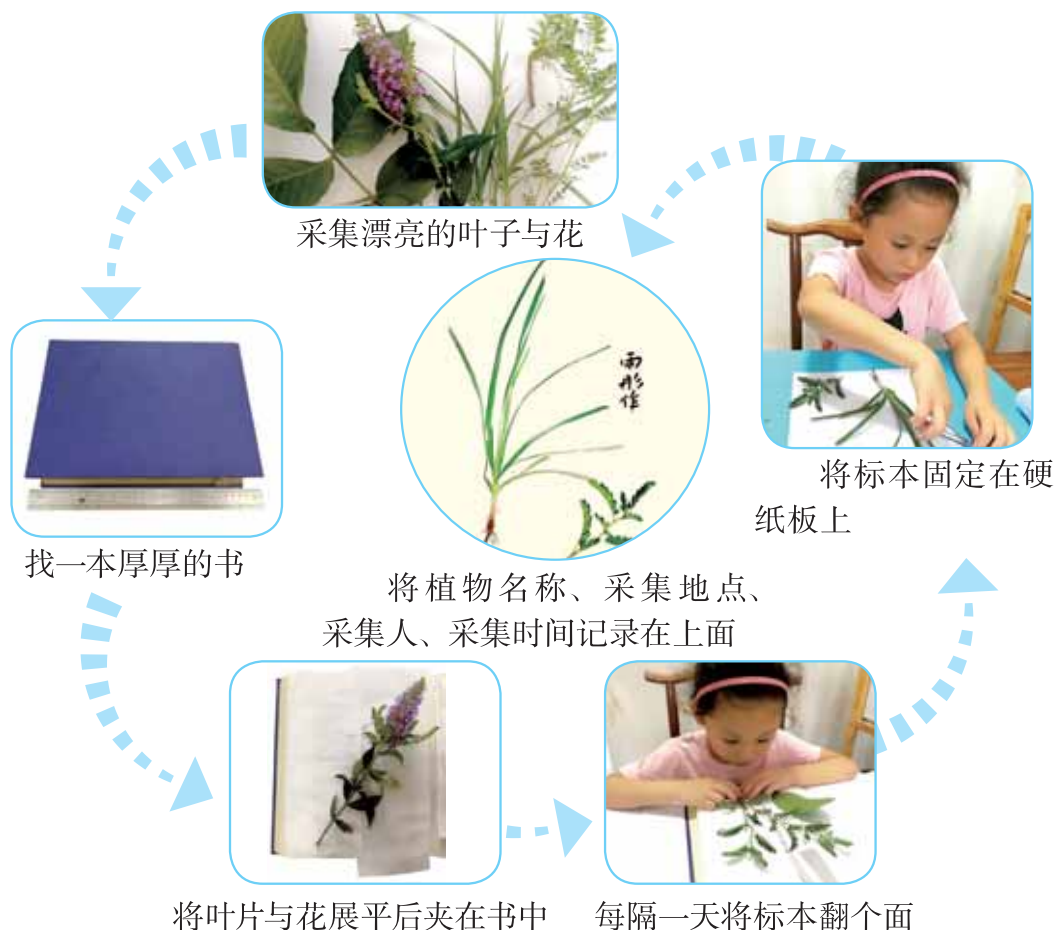 采集漂亮的叶子与花
找一本厚厚的书
将叶片与花展平后夹在书中
每隔一天将标本翻个面
将标本固定在硬
纸板上
雨彤作
将植物名称、采集地点、
采集人、采集时间记录在上面